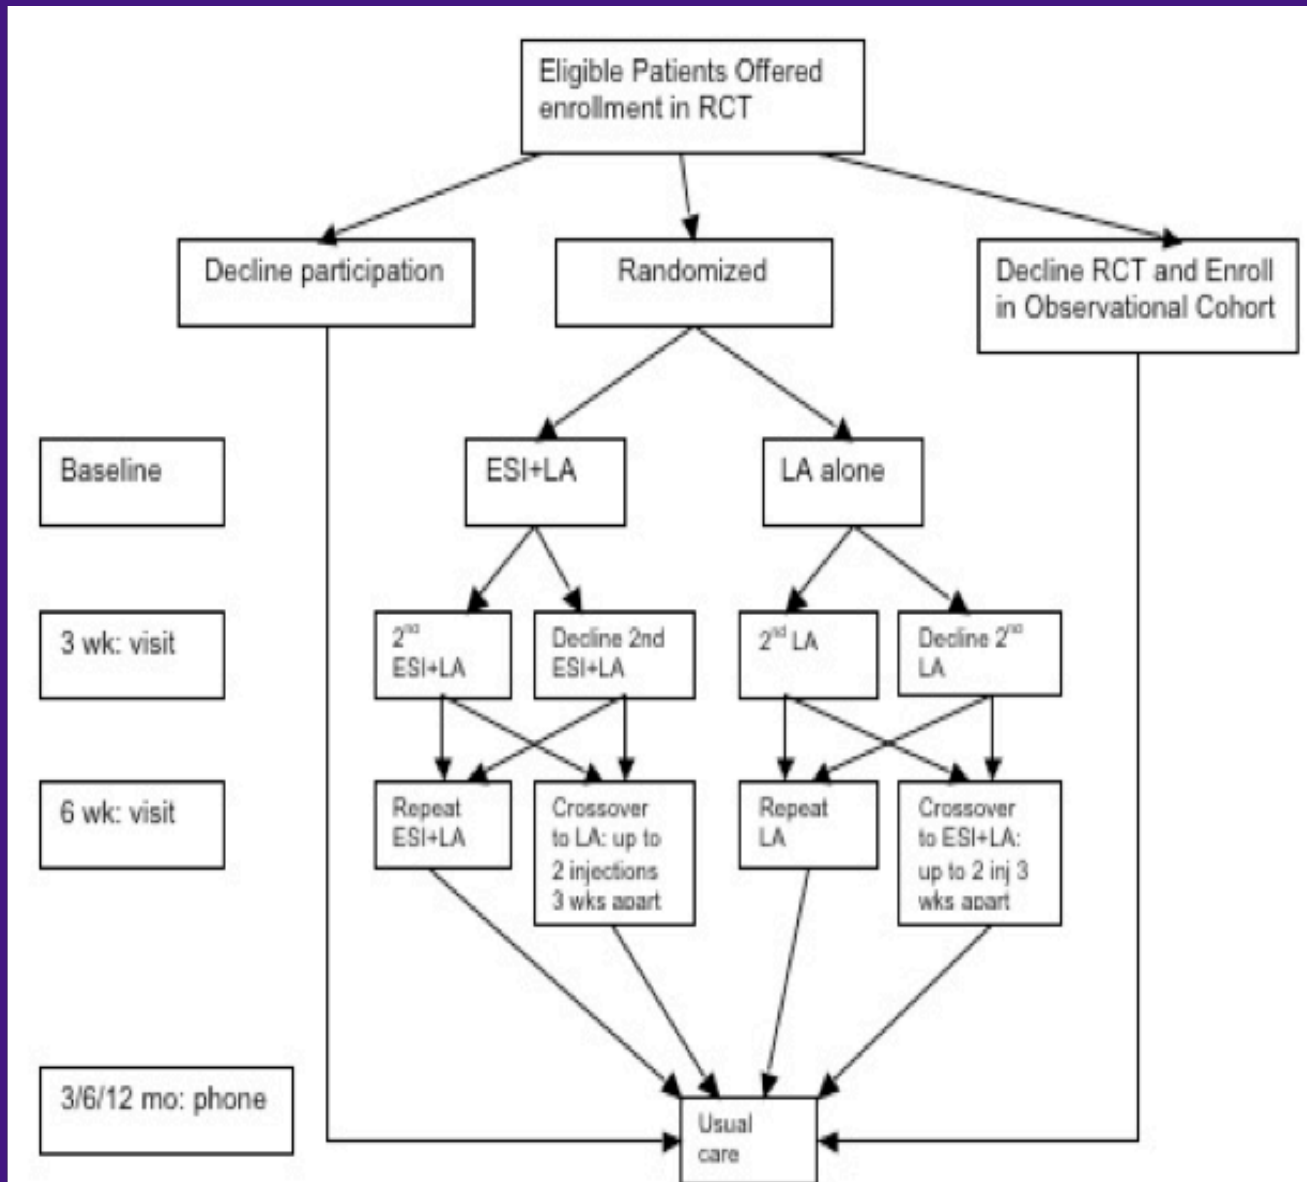 Eligible Patients Offered
enrollment in RCT
Decline participation
Randomized
Decline RCT and Enroll
in Observational Cohort
Baseline
ESI+LA
LA alone
3 wk: visit
2nd
ESI+LA
Decline 2nd
ESI+LA
2nd LA
Decline 2nd
LA
6 wk: visit
Repeat
ESI+LA
Crossover
to LA: up to
2 injections
3 wks apart
Repeat
LA
Crossover
to ESI+LA:
up to 2 inj 3
wks apart
3/6/12 mo: phone
Usual
care